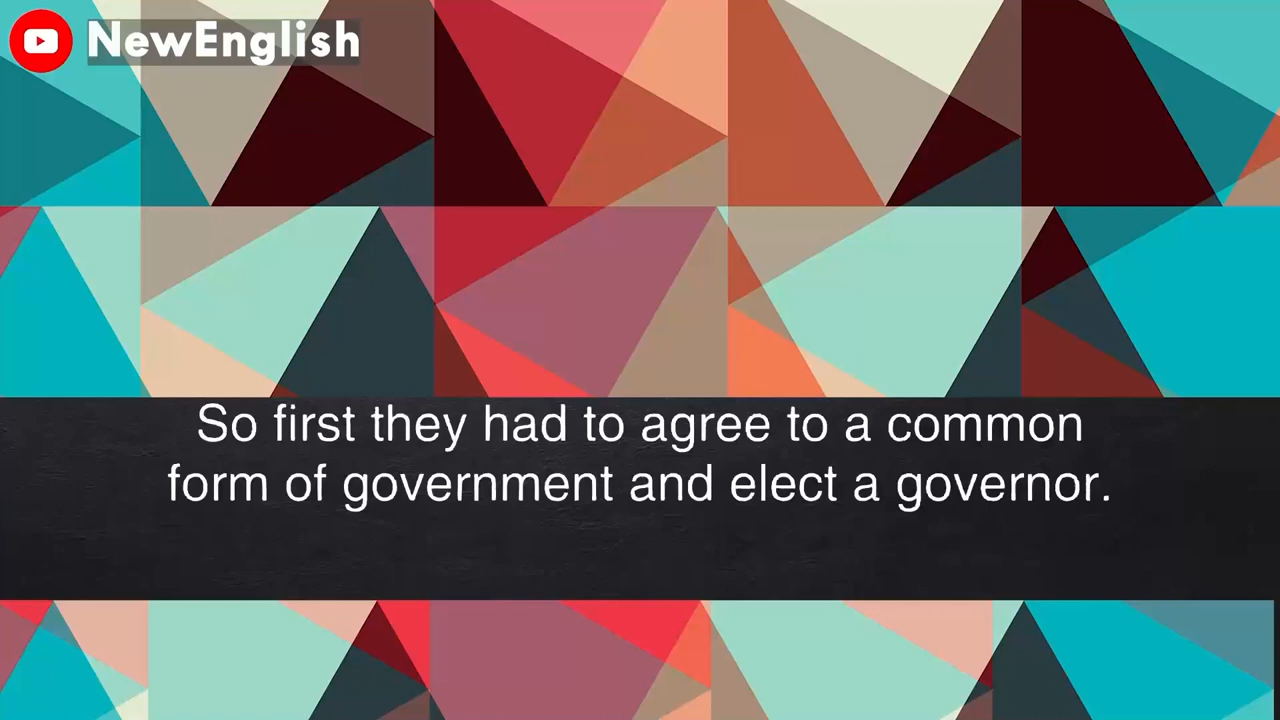 NewEnglish
So first they had to agree to a common
form of government and elect a governor.